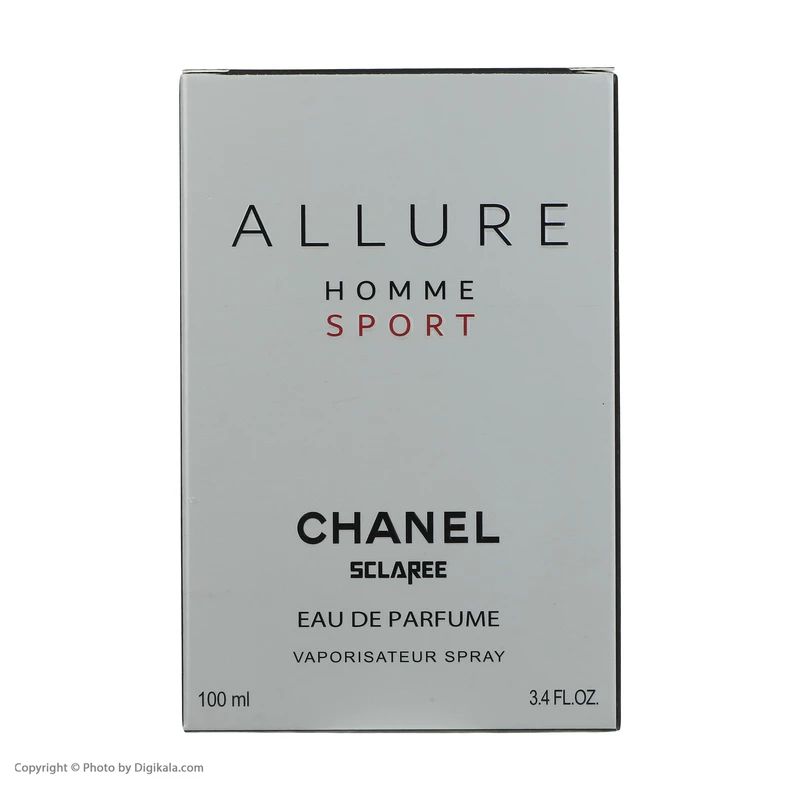 ALLURE
HOMME
SPORT
CHANEL
SCLAREE
EAU DE PARFUME
VAPORISATEUR SPRAY
100 ml 3.4 FL.OZ.
Copyright © Photo by Digikala.com